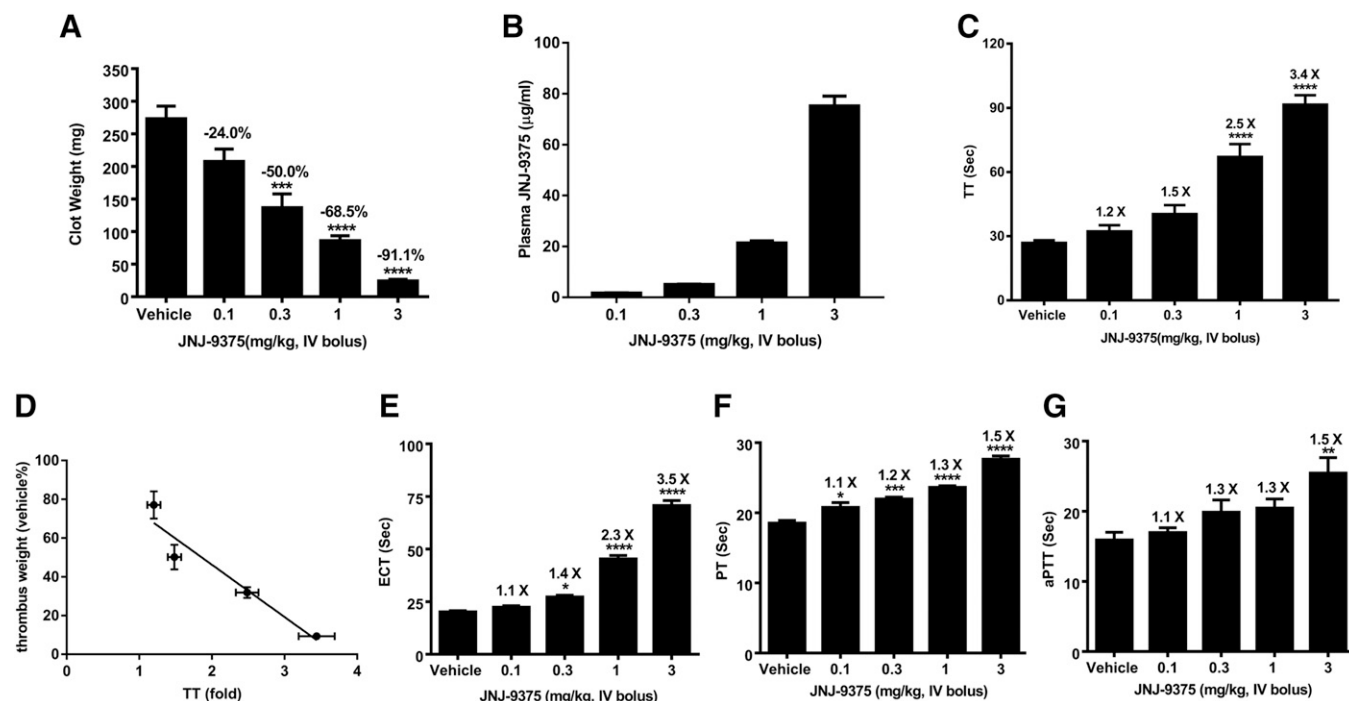 A
Clot Weight (mg)
350
300
250
200
150
100
50
0
-24.0%
-50.0%
***
-68.5%
****
-91.1%
****
Vehicle 0.1 0.3 1 3
JNJ-9375(mg/kg, IV bolus)
B
Plasma JNJ-9375 (μg/ml)
100
80
60
40
20
0
0.1 0.3 1 3
JNJ-9375 (mg/kg, IV bolus)
C
TT (Sec)
120
90
60
30
0
1.2 X
1.5 X
2.5 X
****
3.4 X
****
Vehicle 0.1 0.3 1 3
JNJ-9375(mg/kg, IV bolus)
D
thrombus weight (vehicle%)
100
80
60
40
20
0
0 1 2 3 4
TT (fold)
E
ECT (Sec)
100
75
50
25
0
1.1 X
1.4 X
*
2.3 X
****
3.5 X
****
Vehicle 0.1 0.3 1 3
JNJ-9375 (mg/kg, IV bolus)
F
PT (Sec)
30
20
10
0
1.1 X
*
1.2 X
***
1.3 X
****
1.5 X
****
Vehicle 0.1 0.3 1 3
JNJ-9375 (mg/kg, IV bolus)
G
aPTT (Sec)
30
20
10
0
1.1 X
1.3 X
1.3 X
1.5 X
**
Vehicle 0.1 0.3 1 3
JNJ-9375 (mg/kg, IV bolus)